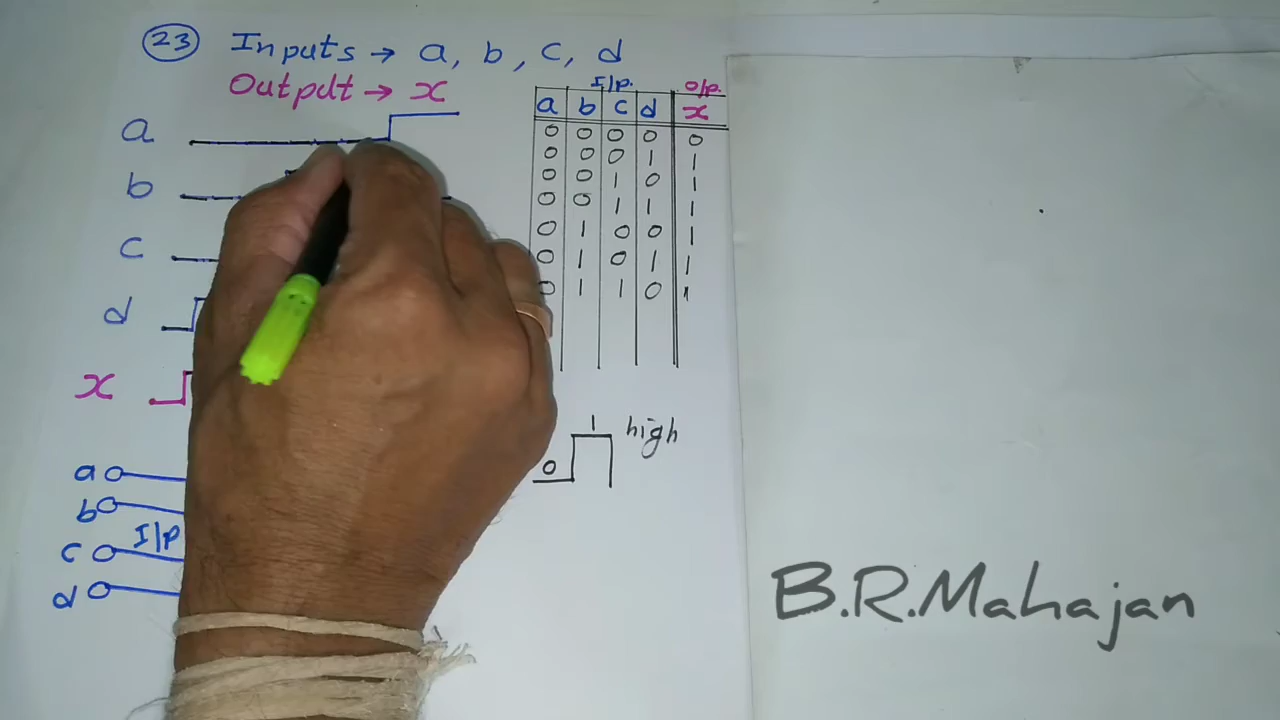 23 Inputs → a, b, c, d
Outpdt → x
a
b
c
d
x
a
b
c I/p
d
I/p. O/p.
a b c d x
0 0 0 0 0
0 0 0 1 1
0 0 1 0 1
0 0 1 1 1
0 1 0 0 1
0 1 0 1 1
0 1 1 0 1
0 1 high
B.R.Mahajan